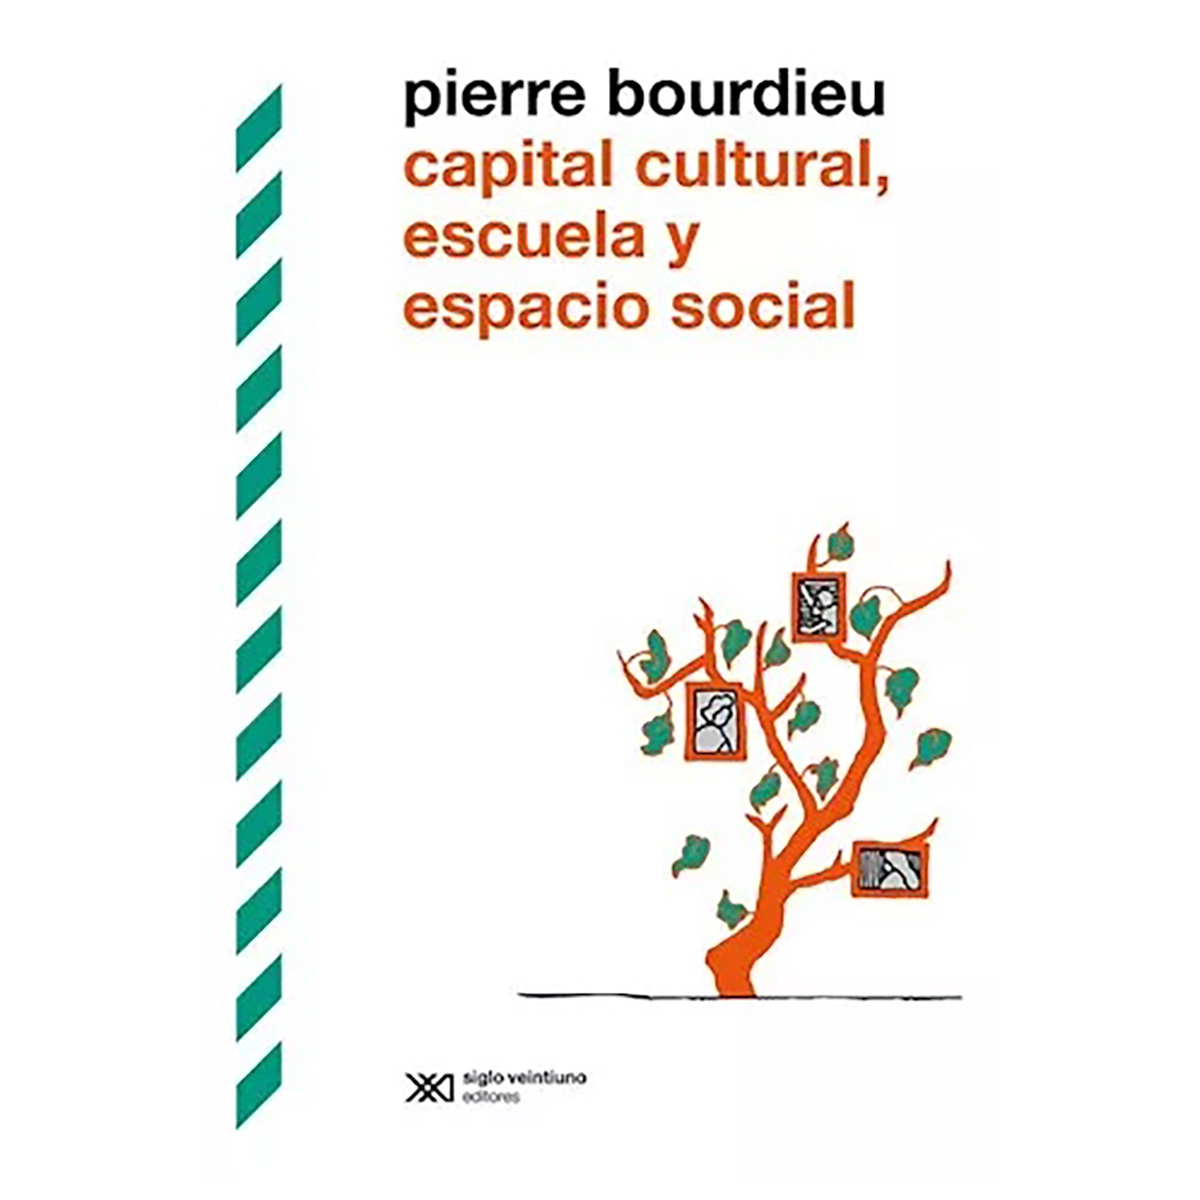 pierre bourdieu
capital cultural,
escuela y
espacio social
siglo veintiuno
editores